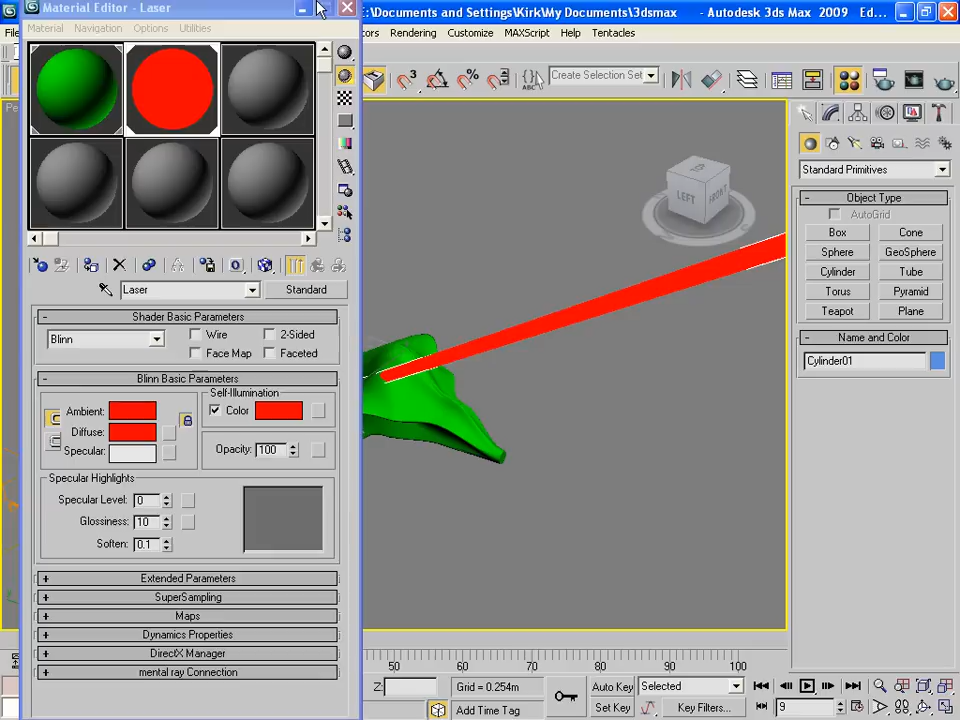 Material Editor - Laser
:\Documents and Settings\Kirk\My Documents\3dsmax - Autodesk 3ds Max 2009 Ed...
Material Navigation Options Utilities
Rendering Customize MAXScript Help Tentacles
Create Selection Set
ABC
LEFT FRONT
Standard Primitives
Object Type
AutoGrid
Box Cone
Sphere GeoSphere
Cylinder Tube
Torus Pyramid
Teapot Plane
Name and Color
Cylinder01
Laser Standard
Shader Basic Parameters
Blinn Wire 2-Sided
Face Map Faceted
Blinn Basic Parameters
Self-Illumination
Ambient: Color
Diffuse:
Specular: Opacity: 100
Specular Highlights
Specular Level: 0
Glossiness: 10
Soften: 0.1
Extended Parameters
SuperSampling
Maps
Dynamics Properties
DirectX Manager
mental ray Connection
50 60 70 80 90 100
Z: Grid = 0.254m Auto Key Selected
Add Time Tag Set Key Key Filters... 9